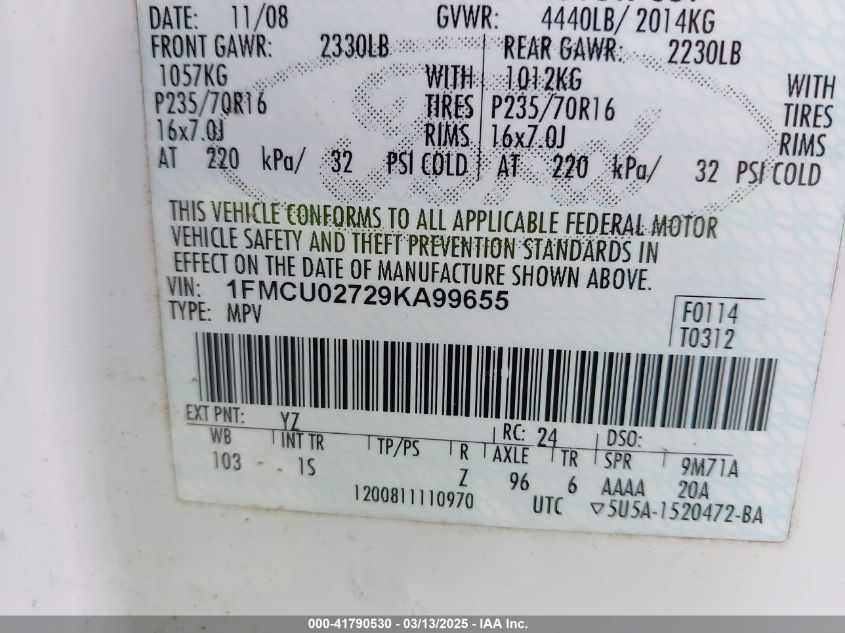 DATE: 11/08 GVWR: 4440LB/ 2014KG
FRONT GAWR: 2330LB REAR GAWR: 2230LB
1057KG WITH 1012KG WITH
P235/70R16 TIRES P235/70R16 TIRES
16x7.0J RIMS 16x7.0J RIMS
AT 220 kPa/ 32 PSI COLD AT 220 kPa/ 32 PSI COLD
THIS VEHICLE CONFORMS TO ALL APPLICABLE FEDERAL MOTOR
VEHICLE SAFETY AND THEFT PREVENTION STANDARDS IN
EFFECT ON THE DATE OF MANUFACTURE SHOWN ABOVE.
VIN: 1FMCU02729KA99655
TYPE: MPV
F0114
T0312
EXT PNT: YZ RC: 24 DSO:
WB INT TR TP/PS R AXLE TR SPR 9M71A
103 1S Z 96 6 AAAA 20A
1200811110970 UTC ▽5U5A-1520472-BA
000-41790530 - 03/13/2025 - IAA Inc.